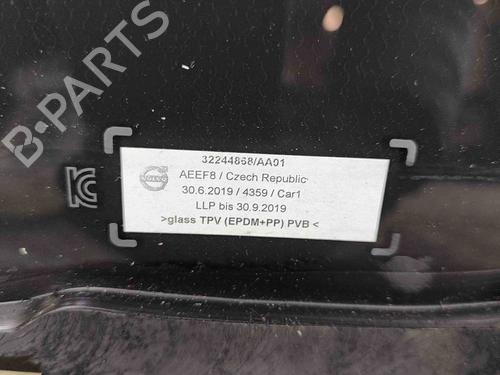 B-PARTS
32244868/AA01
VOLVO
AEEF8 / Czech Republic
30.6.2019 / 4359 / Car1
LLP bis 30.9.2019
>glass TPV (EPDM+PP) PVB <